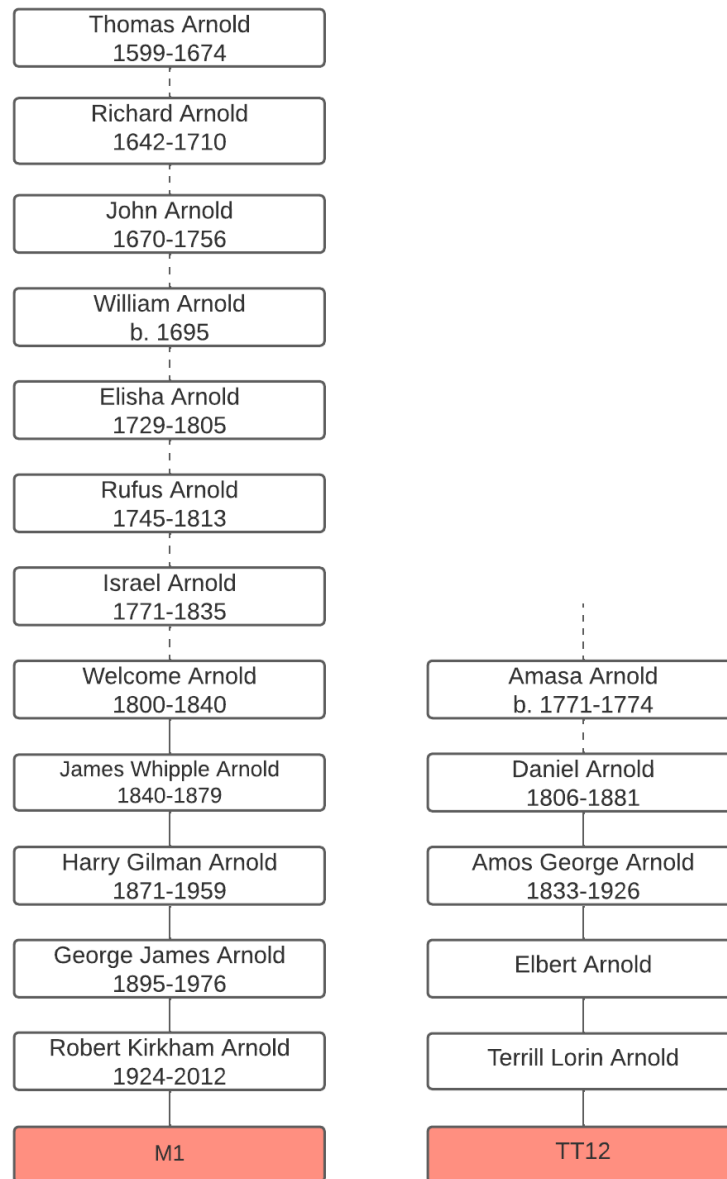 Thomas Arnold
1599-1674
Richard Arnold
1642-1710
John Arnold
1670-1756
William Arnold
b. 1695
Elisha Arnold
1729-1805
Rufus Arnold
1745-1813
Israel Arnold
1771-1835
Welcome Arnold
1800-1840
James Whipple Arnold
1840-1879
Harry Gilman Arnold
1871-1959
George James Arnold
1895-1976
Robert Kirkham Arnold
1924-2012
M1
Amasa Arnold
b. 1771-1774
Daniel Arnold
1806-1881
Amos George Arnold
1833-1926
Elbert Arnold
Terrill Lorin Arnold
TT12